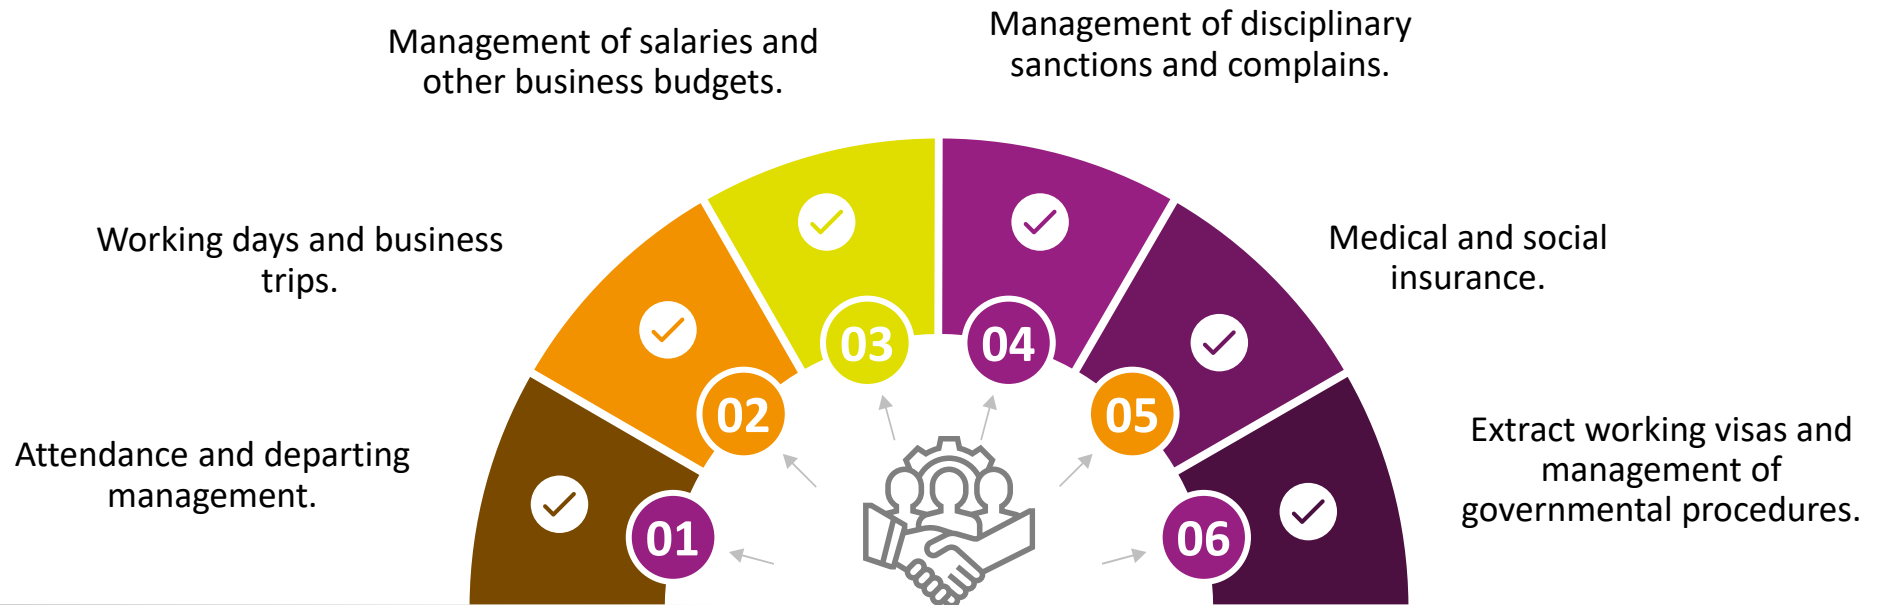 Management of salaries and
other business budgets.
Management of disciplinary
sanctions and complains.
Working days and business
trips.
Medical and social
insurance.
Attendance and departing
management.
Extract working visas and
management of
governmental procedures.
01
02
03
04
05
06